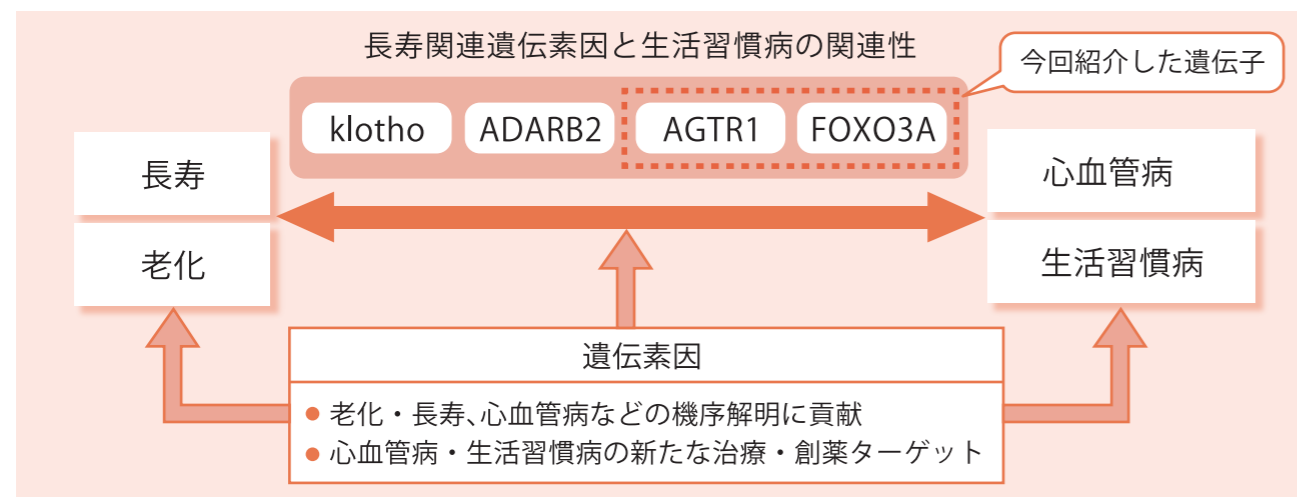 長寿関連遺伝素因と生活習慣病の関連性
今回紹介した遺伝子
klotho
ADARB2
AGTR1
FOXO3A
長寿
老化
心血管病
生活習慣病
遺伝素因
● 老化・長寿、心血管病などの機序解明に貢献
● 心血管病・生活習慣病の新たな治療・創薬ターゲット